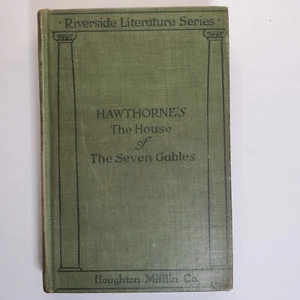 Riverside Literature Series
HAWTHORNE'S
The House
of
The Seven Gables
Houghton Mifflin Co.